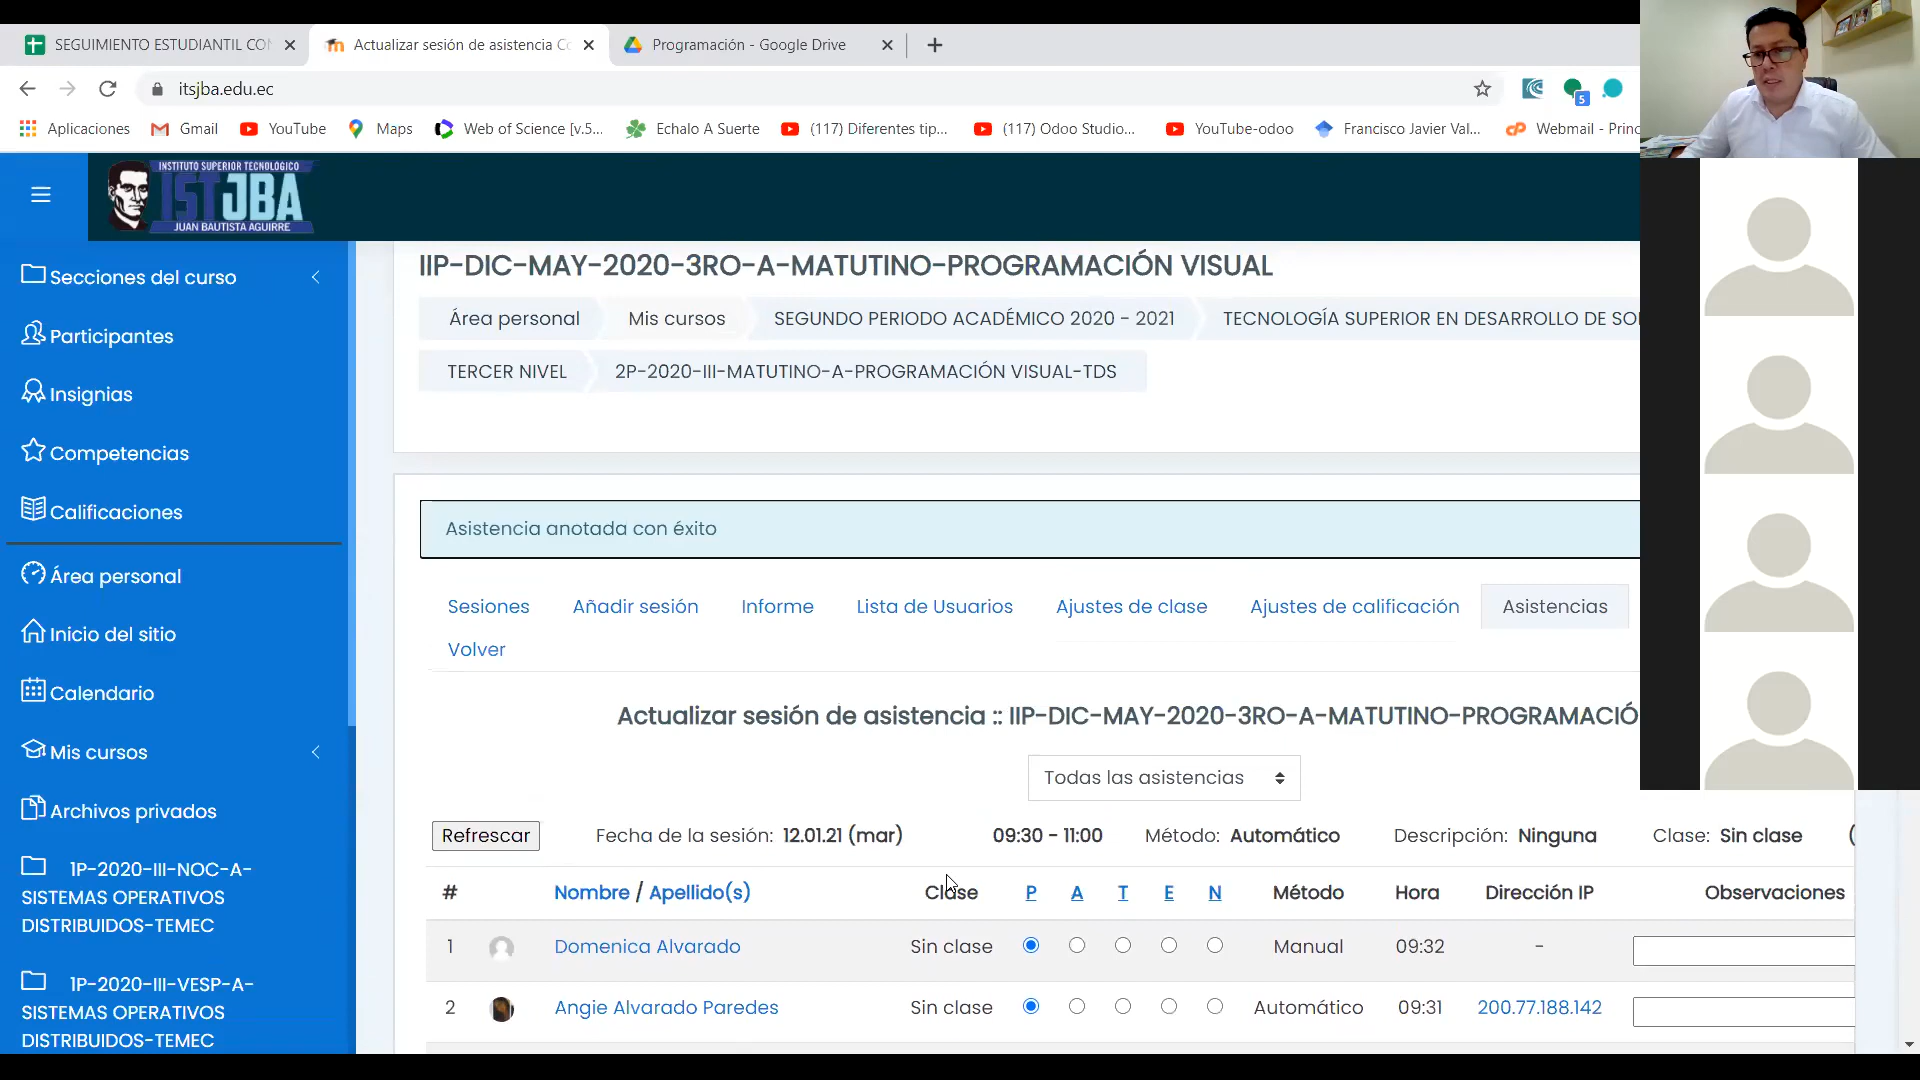 SEGUIMIENTO ESTUDIANTIL CON
Actualizar sesión de asistencia Co
Programación - Google Drive
itsjba.edu.ec
5
Aplicaciones
Gmail
YouTube
Maps
Web of Science [v.5...
Echalo A Suerte
(117) Diferentes tip...
(117) Odoo Studio...
YouTube-odoo
Francisco Javier Val...
Webmail - Princ
INSTITUTO SUPERIOR TECNOLÓGICO
ISTJBA
JUAN BAUTISTA AGUIRRE
Secciones del curso
Participantes
Insignias
Competencias
Calificaciones
Área personal
Inicio del sitio
Calendario
Mis cursos
Archivos privados
1P-2020-III-NOC-A-
SISTEMAS OPERATIVOS
DISTRIBUIDOS-TEMEC
1P-2020-III-VESP-A-
SISTEMAS OPERATIVOS
DISTRIBUIDOS-TEMEC
IIP-DIC-MAY-2020-3RO-A-MATUTINO-PROGRAMACIÓN VISUAL
Área personal Mis cursos SEGUNDO PERIODO ACADÉMICO 2020 - 2021 TECNOLOGÍA SUPERIOR EN DESARROLLO DE SO
TERCER NIVEL 2P-2020-III-MATUTINO-A-PROGRAMACIÓN VISUAL-TDS
Asistencia anotada con éxito
Sesiones Añadir sesión Informe Lista de Usuarios Ajustes de clase Ajustes de calificación Asistencias
Volver
Actualizar sesión de asistencia :: IIP-DIC-MAY-2020-3RO-A-MATUTINO-PROGRAMACIÓ
Todas las asistencias
Refrescar Fecha de la sesión: 12.01.21 (mar) 09:30 - 11:00 Método: Automático Descripción: Ninguna Clase: Sin clase (
# Nombre / Apellido(s) Clase P A T E N Método Hora Dirección IP Observaciones
1 Domenica Alvarado Sin clase Manual 09:32 -
2 Angie Alvarado Paredes Sin clase Automático 09:31 200.77.188.142